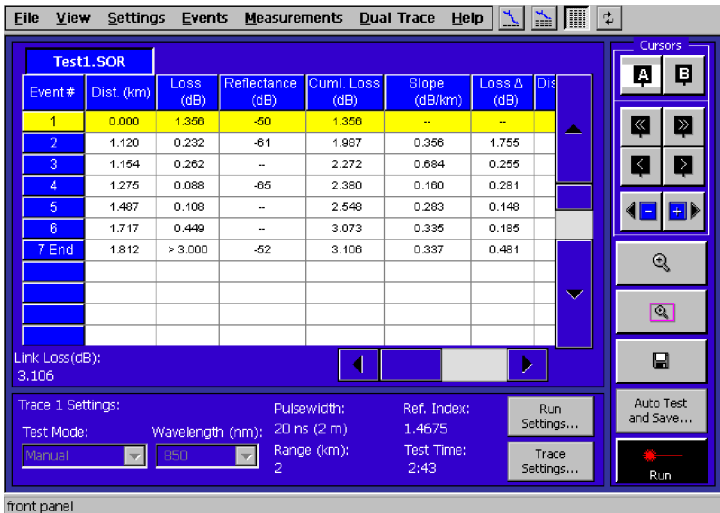 File View Settings Events Measurements Dual Trace Help
Test1.SOR
Event # Dist. (km) Loss (dB) Reflectance (dB) Cuml. Loss (dB) Slope (dB/km) Loss Δ (dB) Dis
1 0.000 1.356 -50 1.356 -- --
2 1.120 0.232 -61 1.987 0.356 1.755
3 1.154 0.262 -- 2.272 0.684 0.255
4 1.275 0.088 -65 2.380 0.160 0.281
5 1.487 0.108 -- 2.548 0.283 0.148
6 1.717 0.449 -- 3.073 0.335 0.185
7 End 1.812 > 3.000 -52 3.106 0.337 0.481
Link Loss(dB):
3.106
Trace 1 Settings:
Test Mode:
Manual
Wavelength (nm):
850
Pulsewidth:
20 ns (2 m)
Range (km):
2
Ref. Index:
1.4675
Test Time:
2:43
Run
Settings...
Trace
Settings...
Cursors
A B
Auto Test
and Save...
Run
front panel